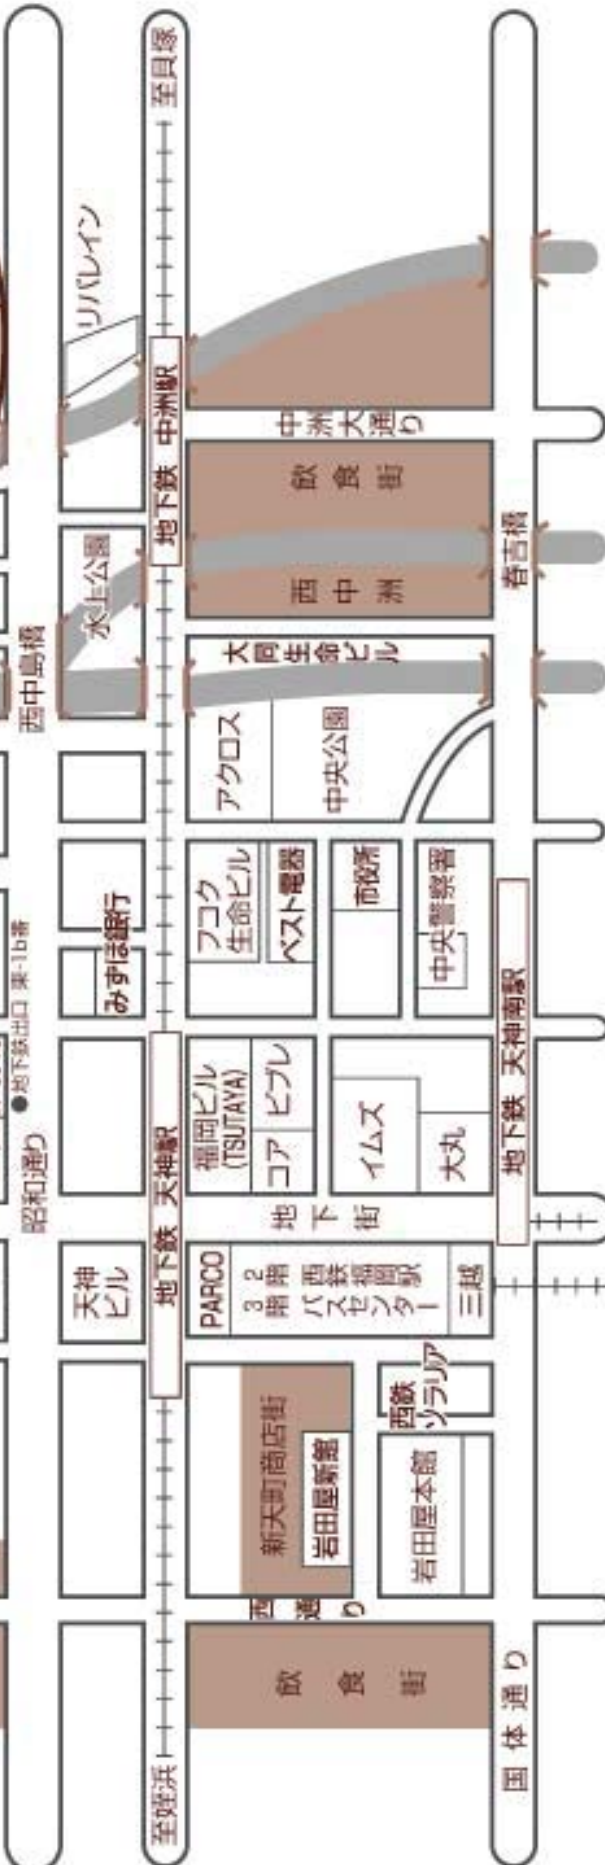 昭和通り
●地下鉄出口 東-1b番
西中島橋
天神
ビル
みずほ銀行
水上公園
リバレイン
至姪浜
地下鉄 天神駅
地下鉄 中洲駅
至貝塚
飲食街
西通り
新天町商店街
岩田屋新館
岩田屋本館
西鉄
ソラリア
PARCO
2階 西鉄福岡駅
3階 バスセンター
三越
地下街
福岡ビル
(TSUTAYA)
コア
ビブレ
イムズ
大丸
フコク
生命ビル
ベスト電器
市役所
中央警察署
アクロス
中央公園
大同生命ビル
西中洲
飲食街
中洲大通り
国体通り
地下鉄 天神南駅
春吉橋